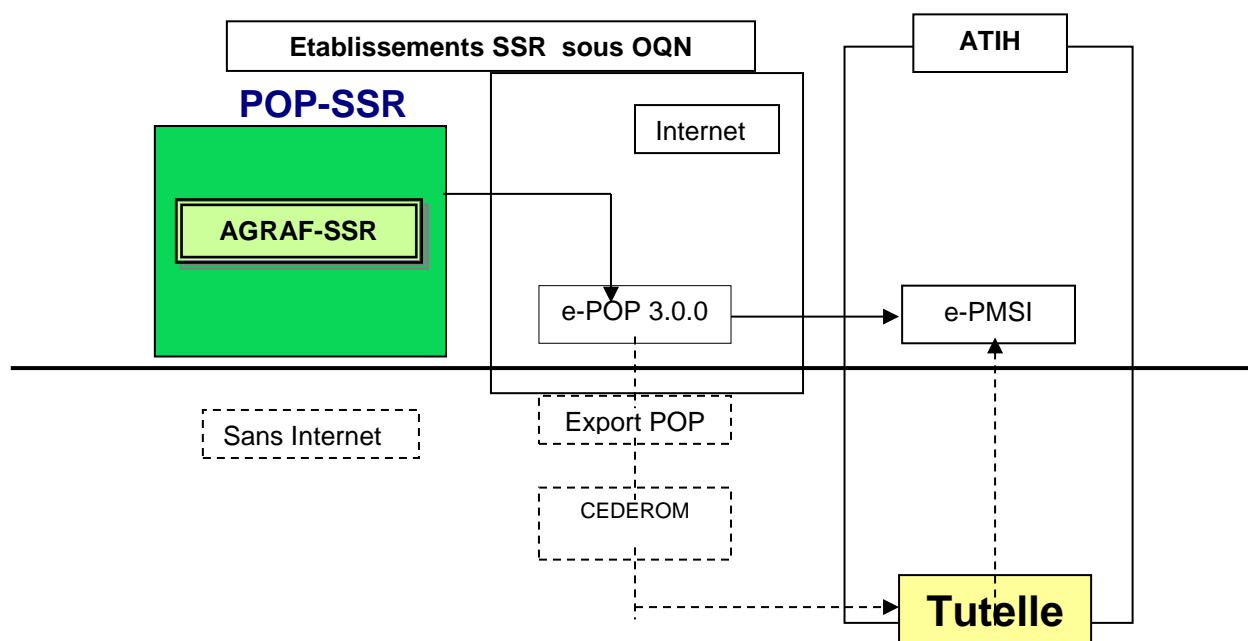 Etablissements SSR sous OQN
ATIH
POP-SSR
Internet
AGRAF-SSR
e-POP 3.0.0
e-PMSI
Sans Internet
Export POP
CEDEROM
Tutelle